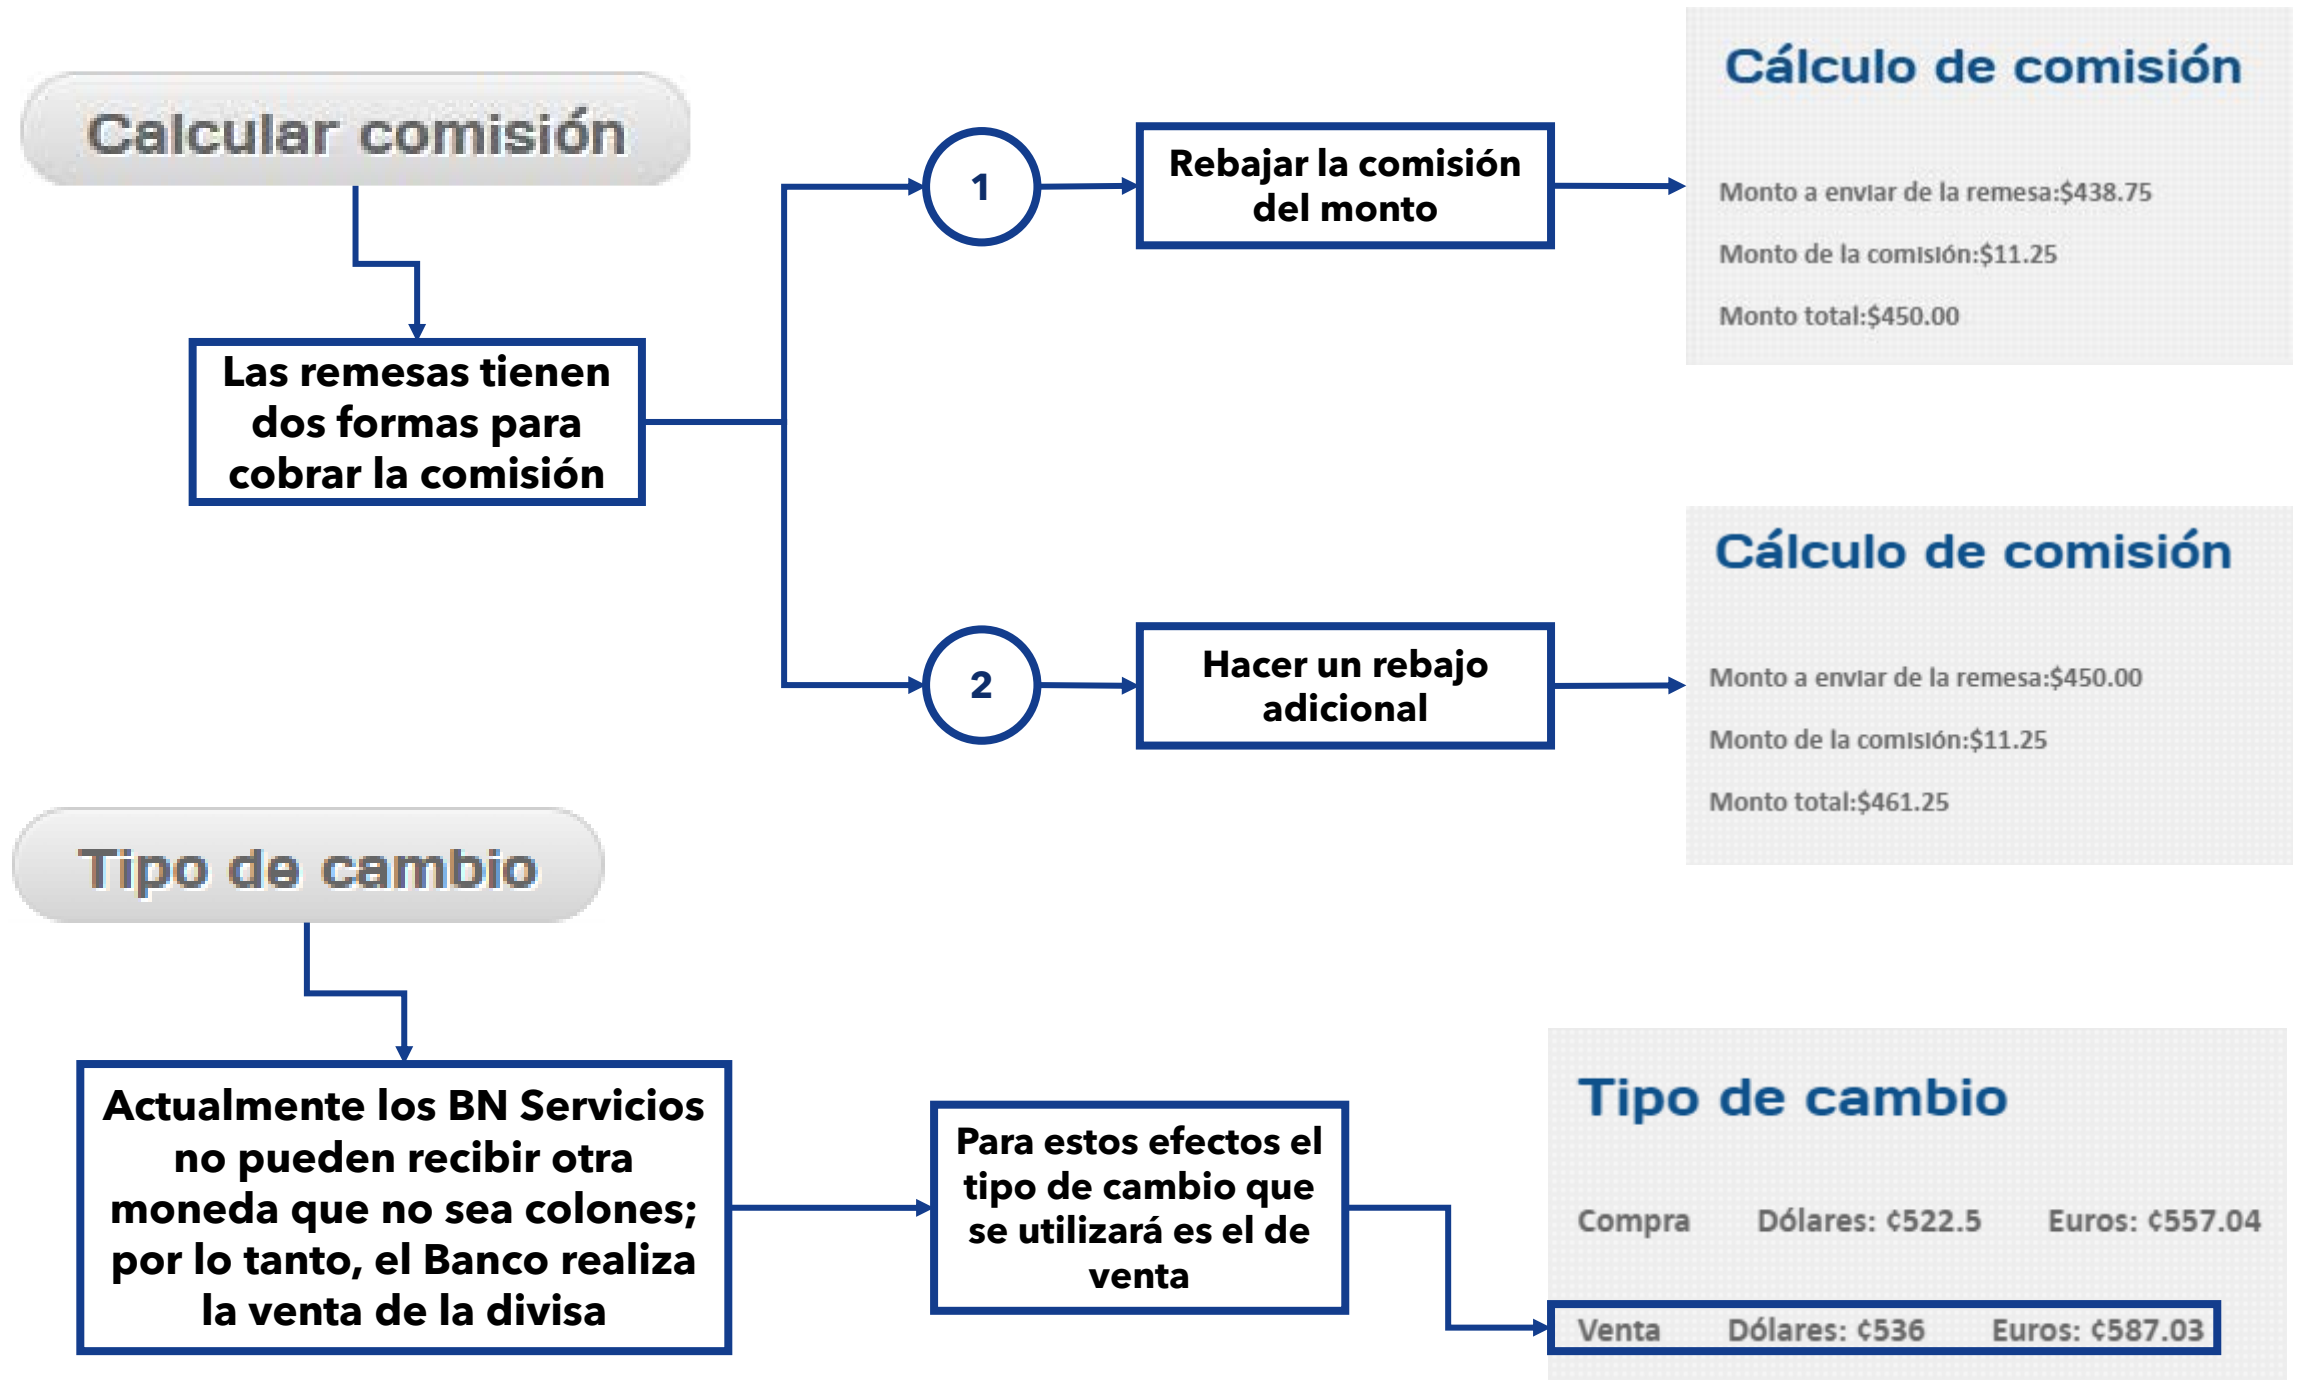 Calcular comisión
Las remesas tienen
dos formas para
cobrar la comisión
1
Rebajar la comisión
del monto
Cálculo de comisión
Monto a enviar de la remesa:$438.75
Monto de la comisión:$11.25
Monto total:$450.00
2
Hacer un rebajo
adicional
Cálculo de comisión
Monto a enviar de la remesa:$450.00
Monto de la comisión:$11.25
Monto total:$461.25
Tipo de cambio
Actualmente los BN Servicios
no pueden recibir otra
moneda que no sea colones;
por lo tanto, el Banco realiza
la venta de la divisa
Para estos efectos el
tipo de cambio que
se utilizará es el de
venta
Tipo de cambio
Compra Dólares: ¢522.5 Euros: ¢557.04
Venta Dólares: ¢536 Euros: ¢587.03